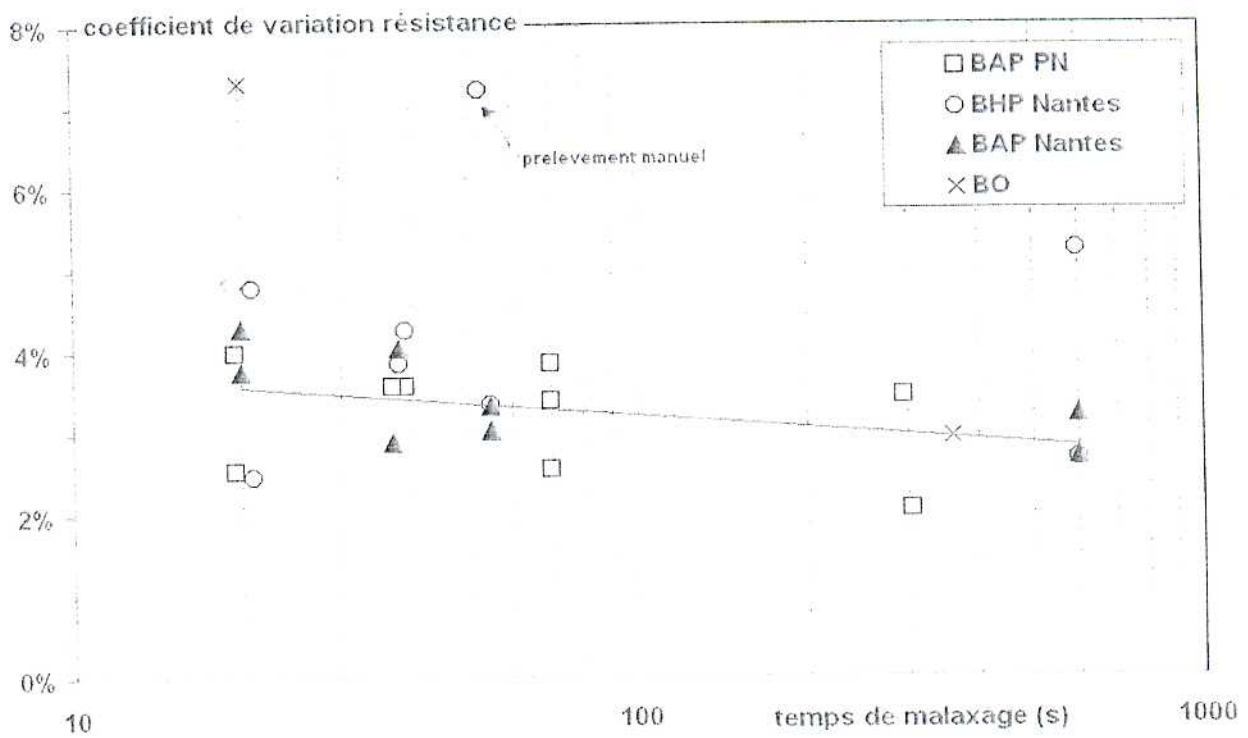 8%
coefficient de variation résistance
BAP PN
BHP Nantes
BAP Nantes
BO
prelevement manuel
6%
4%
2%
0%
10
100
temps de malaxage (s)
1000